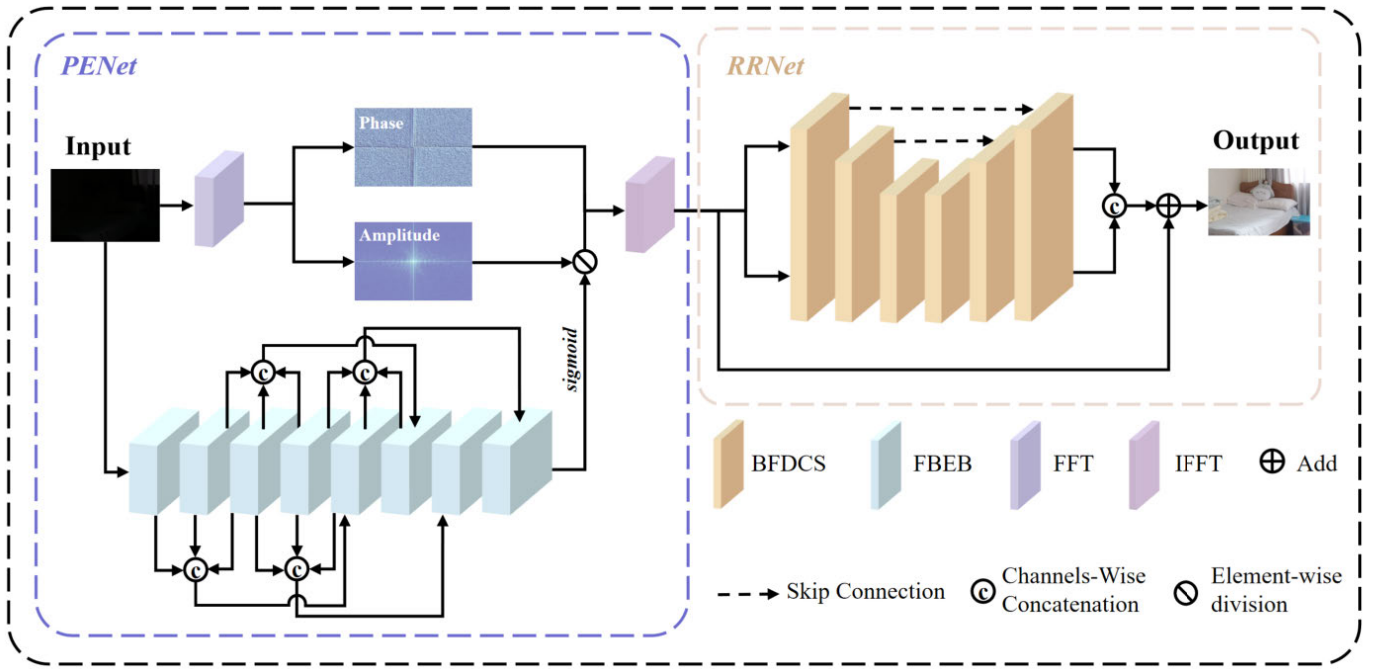 PENet
Input
Phase
Amplitude
sigmoid
c
c
c
c
RRNet
c
Output
BFDCS
FBEB
FFT
IFFT
Add
Skip Connection
c
Channels-Wise
Concatenation
Element-wise
division